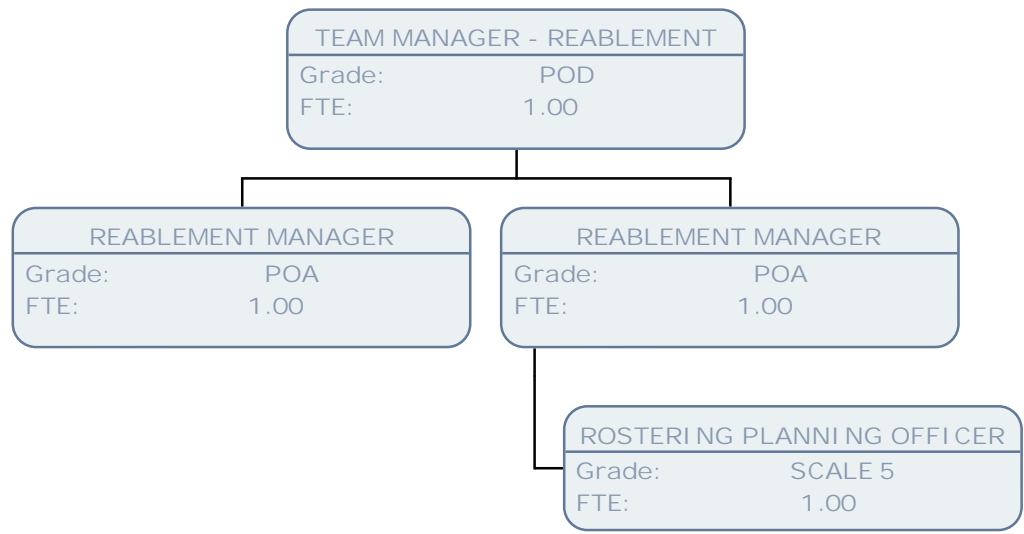 TEAM MANAGER - REABLEMENT
Grade: POD
FTE: 1.00
REABLEMENT MANAGER
Grade: POA
FTE: 1.00
REABLEMENT MANAGER
Grade: POA
FTE: 1.00
ROSTERING PLANNING OFFICER
Grade: SCALE 5
FTE: 1.00